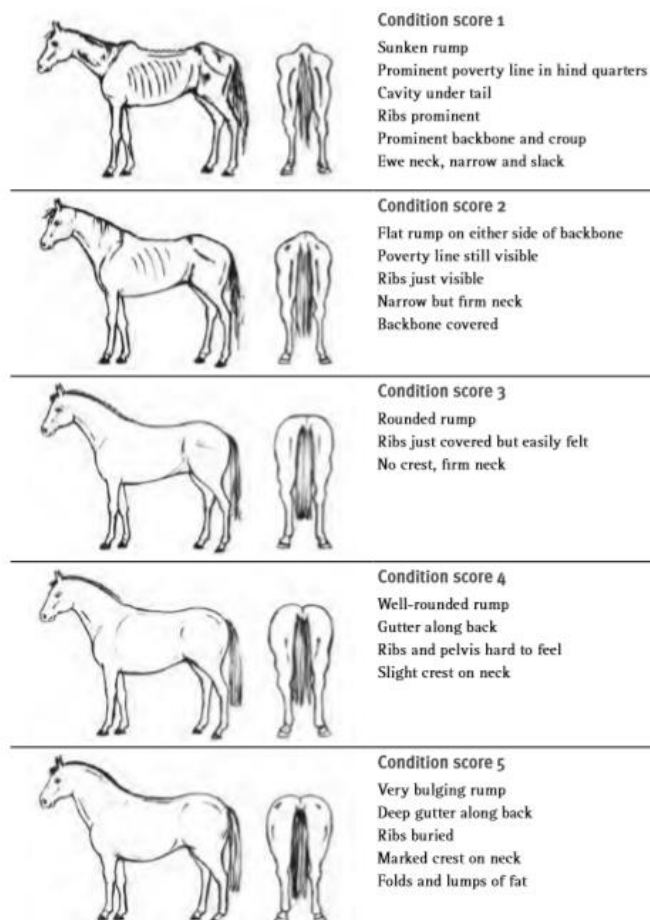 Condition score 1
Sunken rump
Prominent poverty line in hind quarters
Cavity under tail
Ribs prominent
Prominent backbone and croup
Ewe neck, narrow and slack
Condition score 2
Flat rump on either side of backbone
Poverty line still visible
Ribs just visible
Narrow but firm neck
Backbone covered
Condition score 3
Rounded rump
Ribs just covered but easily felt
No crest, firm neck
Condition score 4
Well-rounded rump
Gutter along back
Ribs and pelvis hard to feel
Slight crest on neck
Condition score 5
Very bulging rump
Deep gutter along back
Ribs buried
Marked crest on neck
Folds and lumps of fat